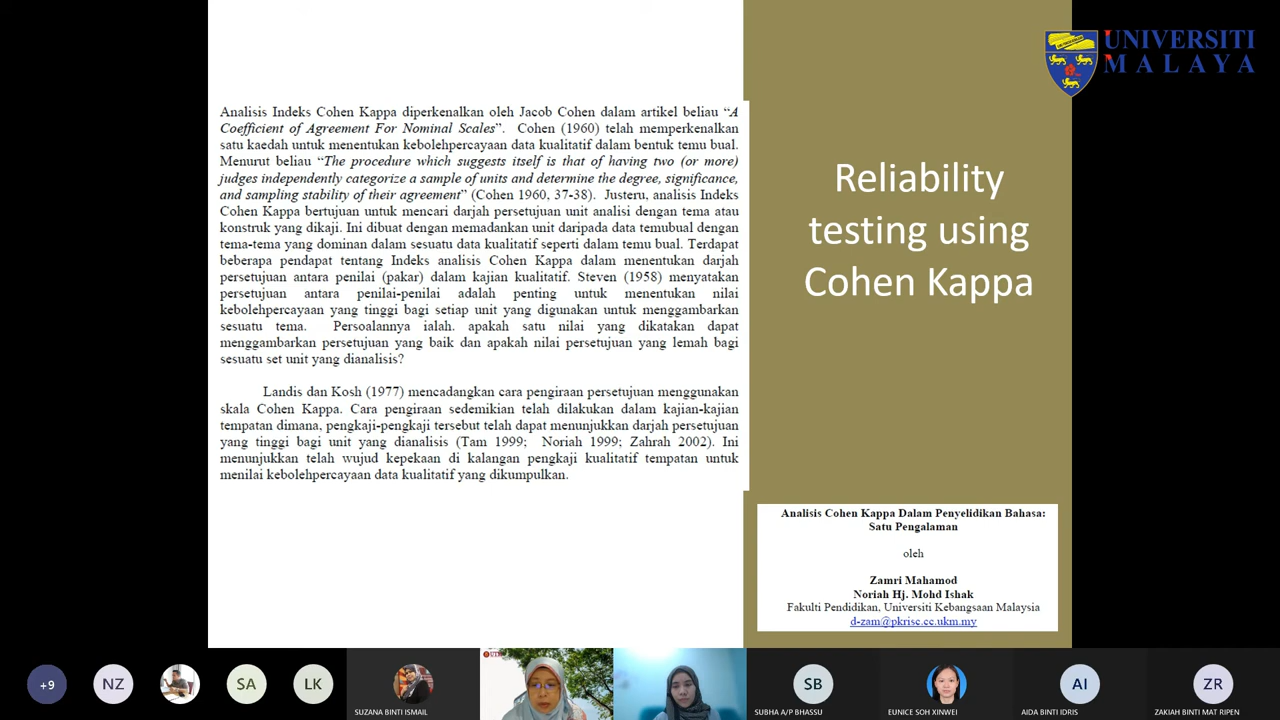 UNIVERSITI
MALAYA
Analisis Indeks Cohen Kappa diperkenalkan oleh Jacob Cohen dalam artikel beliau “A
Coefficient of Agreement For Nominal Scales”. Cohen (1960) telah memperkenalkan
satu kaedah untuk menentukan kebolehpercayaan data kualitatif dalam bentuk temu bual.
Menurut beliau “The procedure which suggests itself is that of having two (or more)
judges independently categorize a sample of units and determine the degree, significance,
and sampling stability of their agreement” (Cohen 1960, 37-38). Justeru, analisis Indeks
Cohen Kappa bertujuan untuk mencari darjah persetujuan unit analisi dengan tema atau
konstruk yang dikaji. Ini dibuat dengan memadankan unit daripada data temubual dengan
tema-tema yang dominan dalam sesuatu data kualitatif seperti dalam temu bual. Terdapat
beberapa pendapat tentang Indeks analisis Cohen Kappa dalam menentukan darjah
persetujuan antara penilai (pakar) dalam kajian kualitatif. Steven (1958) menyatakan
persetujuan antara penilai-penilai adalah penting untuk menentukan nilai
kebolehpercayaan yang tinggi bagi setiap unit yang digunakan untuk menggambarkan
sesuatu tema. Persoalannya ialah. apakah satu nilai yang dikatakan dapat
menggambarkan persetujuan yang baik dan apakah nilai persetujuan yang lemah bagi
sesuatu set unit yang dianalisis?
Landis dan Kosh (1977) mencadangkan cara pengiraan persetujuan menggunakan
skala Cohen Kappa. Cara pengiraan sedemikian telah dilakukan dalam kajian-kajian
tempatan dimana, pengkaji-pengkaji tersebut telah dapat menunjukkan darjah persetujuan
yang tinggi bagi unit yang dianalisis (Tam 1999; Noriah 1999; Zahrah 2002). Ini
menunjukkan telah wujud kepekaan di kalangan pengkaji kualitatif tempatan untuk
menilai kebolehpercayaan data kualitatif yang dikumpulkan.
Reliability
testing using
Cohen Kappa
Analisis Cohen Kappa Dalam Penyelidikan Bahasa:
Satu Pengalaman
oleh
Zamri Mahamod
Noriah Hj. Mohd Ishak
Fakulti Pendidikan, Universiti Kebangsaan Malaysia
d-zam@pkrisc.cc.ukm.my
+9
NZ
SA
LK
SUZANA BINTI ISMAIL
UTM
SB
SUBHA A/P BHASSU
EUNICE SOH XINWEI
AI
AIDA BINTI IDRIS
ZR
ZAKIAH BINTI MAT RIPEN